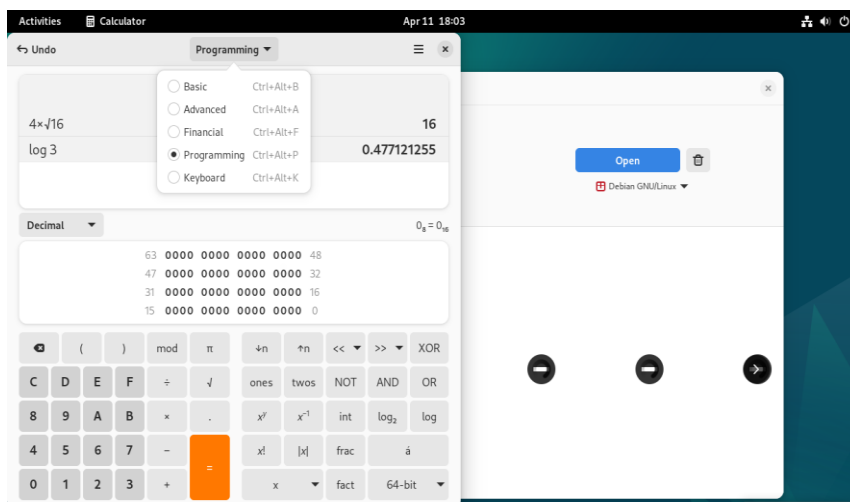 Activities Calculator Apr 11 18:03
Undo Programming
Basic Ctrl+Alt+B
Advanced Ctrl+Alt+A
Financial Ctrl+Alt+F
Programming Ctrl+Alt+P
Keyboard Ctrl+Alt+K
4×√16 16
log 3 0.477121255
Decimal 0₈ = 0₁₆
63 0000 0000 0000 0000 48
47 0000 0000 0000 0000 32
31 0000 0000 0000 0000 16
15 0000 0000 0000 0000 0
( ) mod π ↓n ↑n << >> XOR
C D E F ÷ √ ones twos NOT AND OR
8 9 A B × . xʸ x⁻¹ int log₂ log
4 5 6 7 − = x! |x| frac á
0 1 2 3 + x fact 64-bit
Open
Debian GNU/Linux